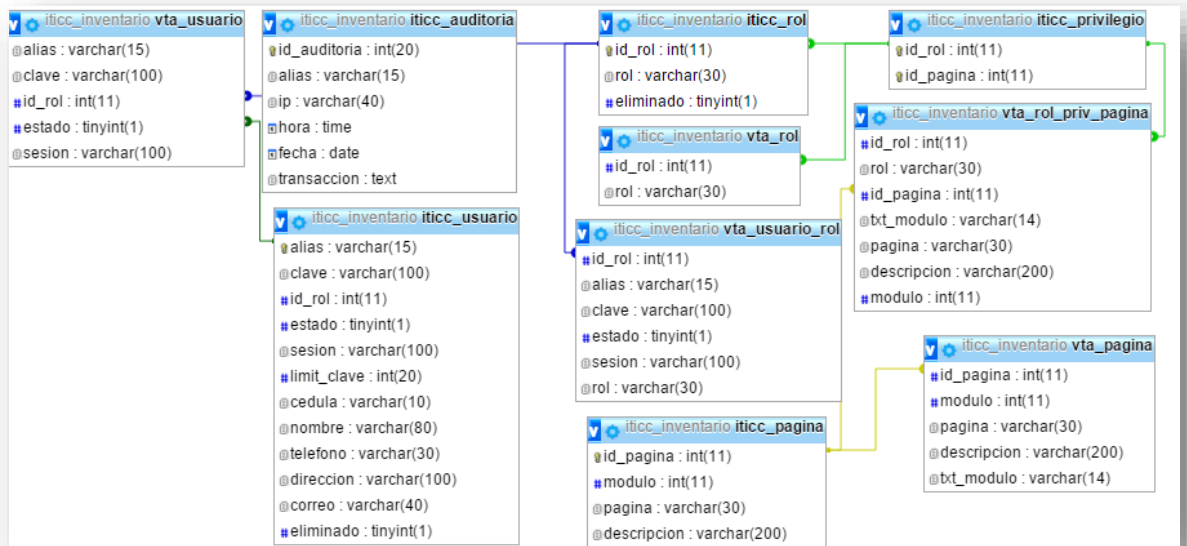 iticc_inventario vta_usuario
alias : varchar(15)
clave : varchar(100)
#id_rol : int(11)
#estado : tinyint(1)
sesion : varchar(100)
iticc_inventario iticc_auditoria
id_auditoria : int(20)
alias : varchar(15)
ip : varchar(40)
hora : time
fecha : date
transaccion : text
iticc_inventario iticc_usuario
alias : varchar(15)
clave : varchar(100)
#id_rol : int(11)
#estado : tinyint(1)
sesion : varchar(100)
#limit_clave : int(20)
cedula : varchar(10)
nombre : varchar(80)
telefono : varchar(30)
direccion : varchar(100)
correo : varchar(40)
#eliminado : tinyint(1)
iticc_inventario iticc_rol
id_rol : int(11)
rol : varchar(30)
#eliminado : tinyint(1)
iticc_inventario vta_rol
#id_rol : int(11)
rol : varchar(30)
iticc_inventario vta_usuario_rol
#id_rol : int(11)
alias : varchar(15)
clave : varchar(100)
#estado : tinyint(1)
sesion : varchar(100)
rol : varchar(30)
iticc_inventario iticc_pagina
id_pagina : int(11)
#modulo : int(11)
pagina : varchar(30)
descripcion : varchar(200)
iticc_inventario iticc_privilegio
id_rol : int(11)
id_pagina : int(11)
iticc_inventario vta_rol_priv_pagina
#id_rol : int(11)
rol : varchar(30)
#id_pagina : int(11)
txt_modulo : varchar(14)
pagina : varchar(30)
descripcion : varchar(200)
#modulo : int(11)
iticc_inventario vta_pagina
#id_pagina : int(11)
#modulo : int(11)
pagina : varchar(30)
descripcion : varchar(200)
txt_modulo : varchar(14)